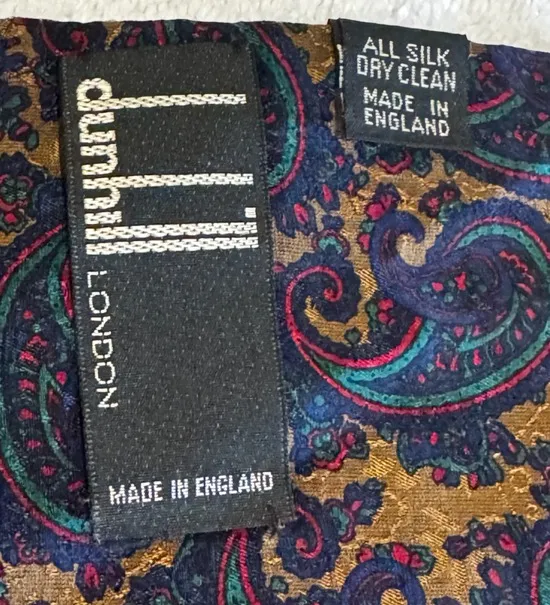 dunhill
LONDON
MADE IN ENGLAND
ALL SILK
DRY CLEAN
MADE IN
ENGLAND